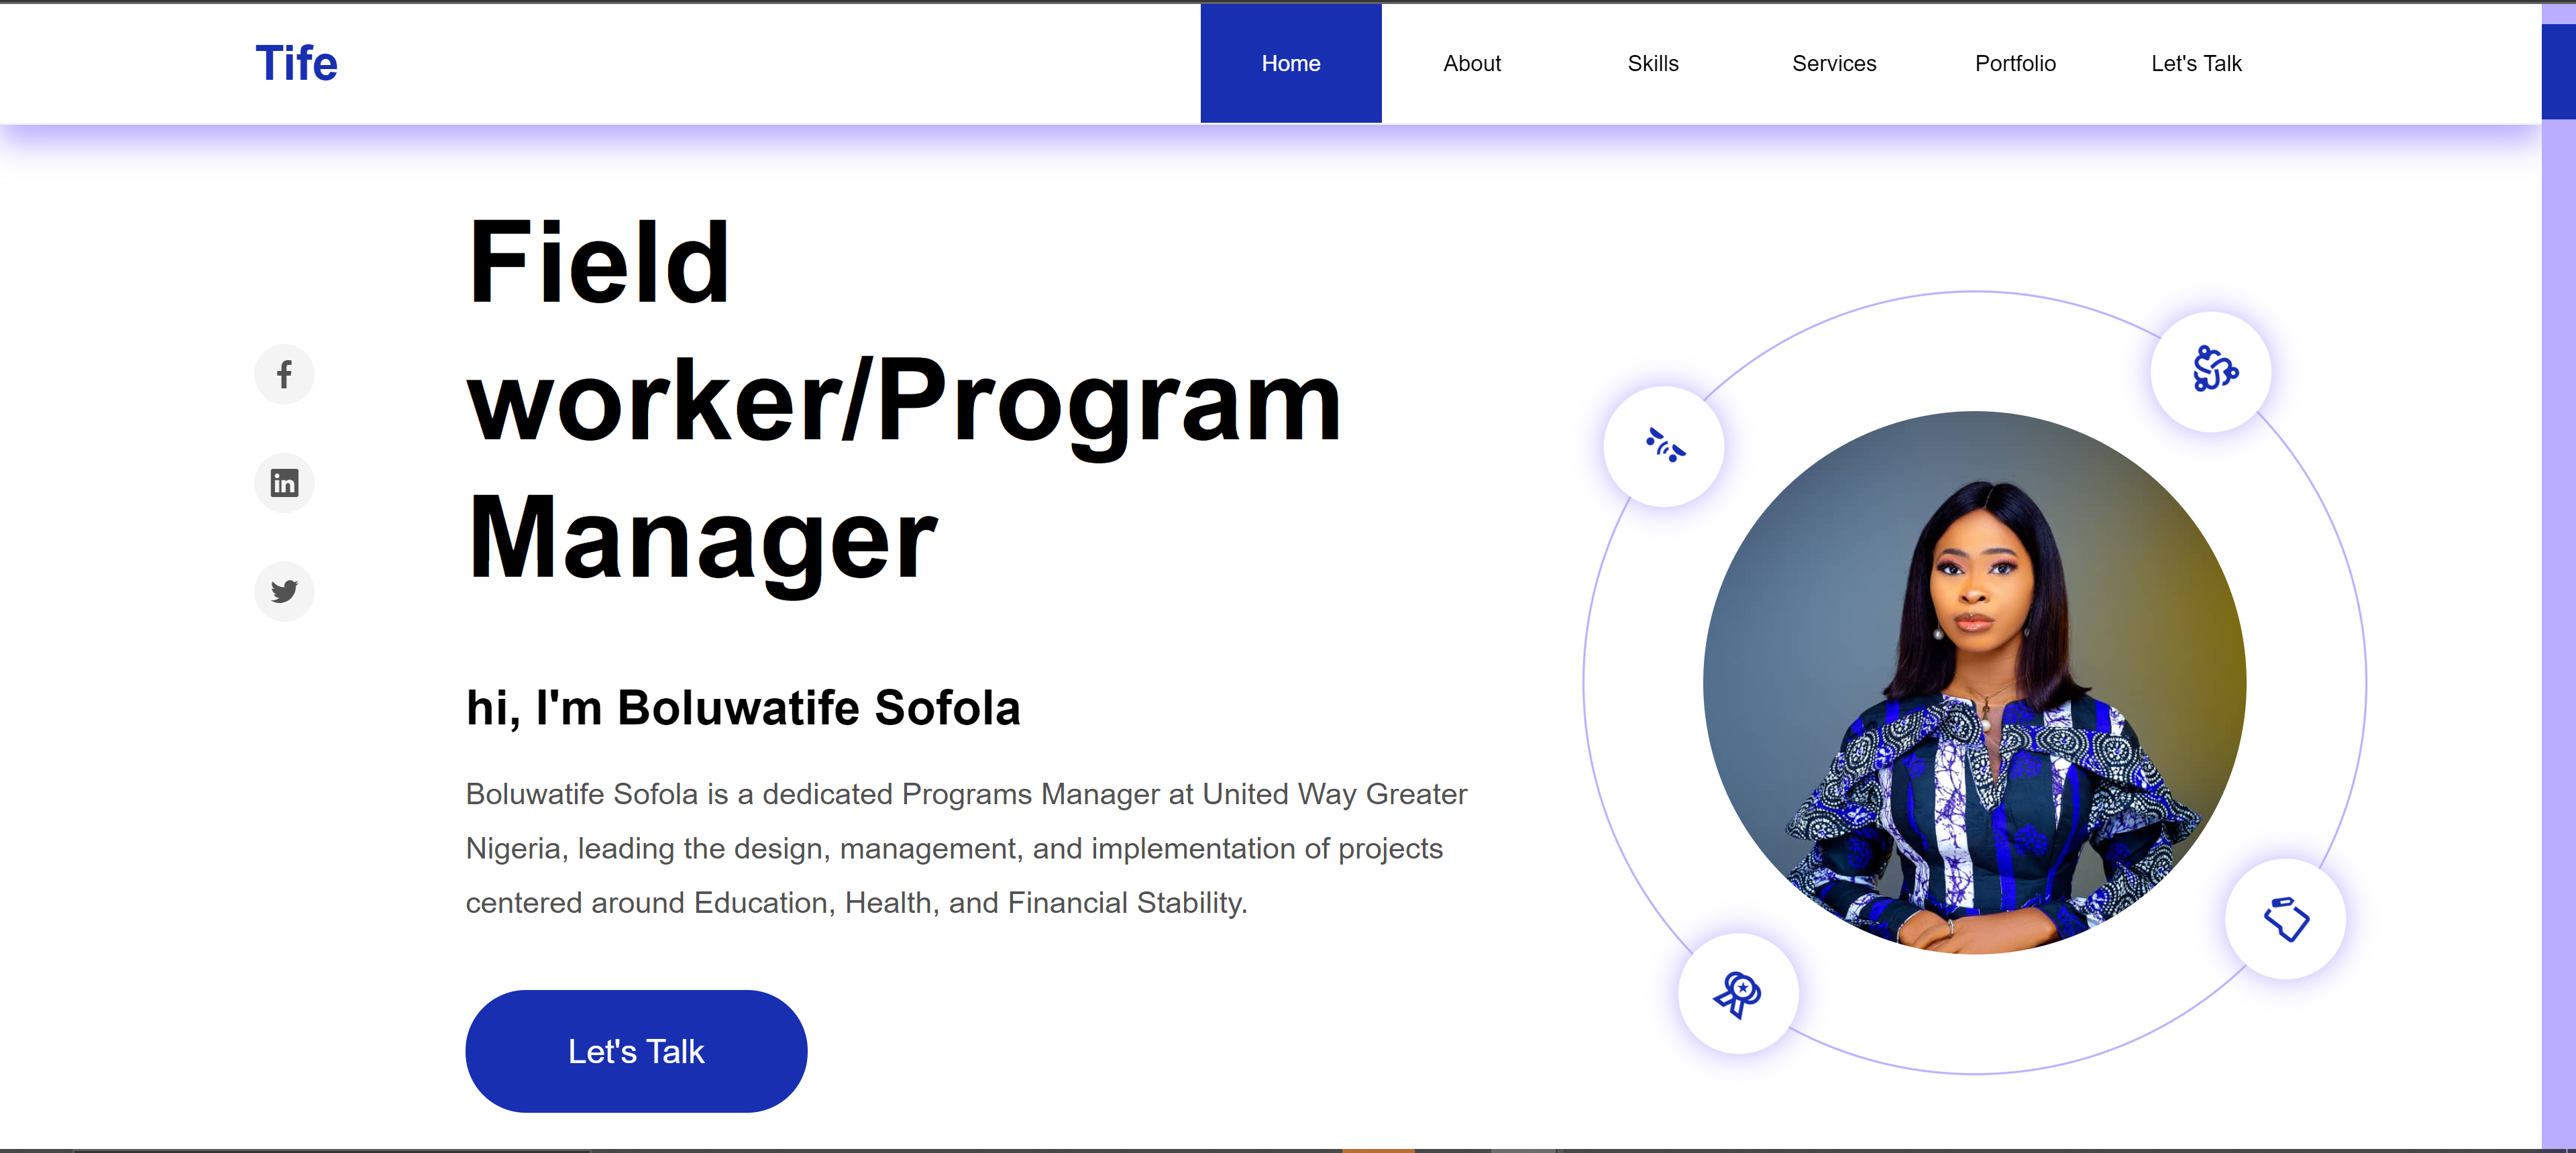 Tife
Home
About
Skills
Services
Portfolio
Let's Talk
Field
worker/Program
Manager
hi, I'm Boluwatife Sofola
Boluwatife Sofola is a dedicated Programs Manager at United Way Greater
Nigeria, leading the design, management, and implementation of projects
centered around Education, Health, and Financial Stability.
Let's Talk